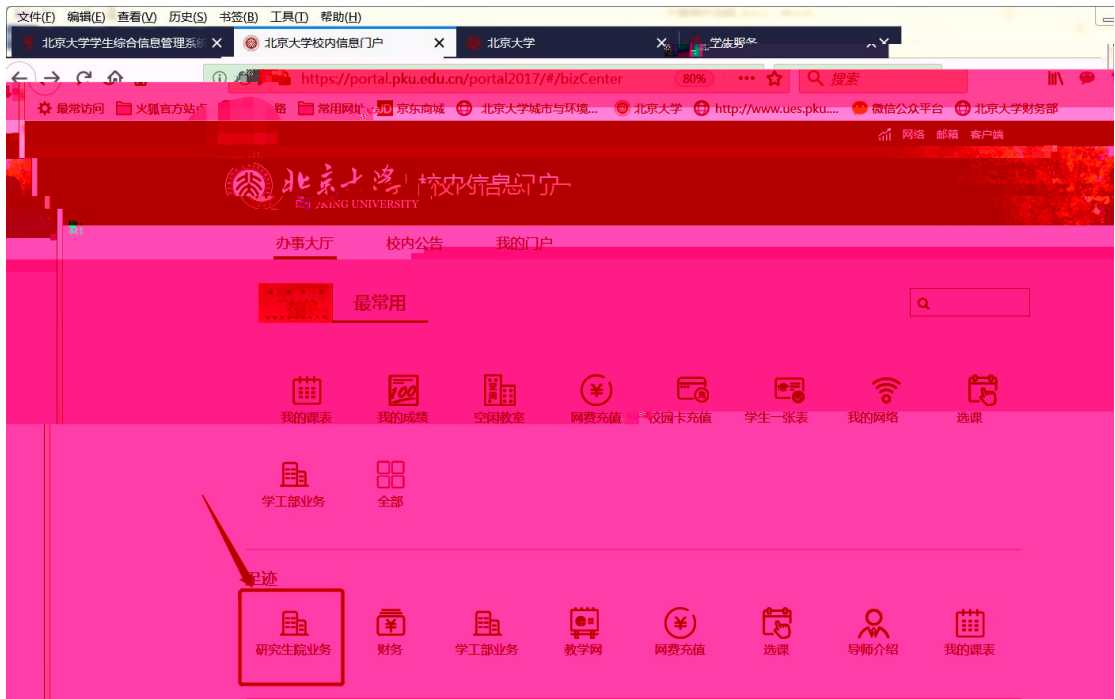 文件(F) 编辑(E) 查看(V) 历史(S) 书签(B) 工具(T) 帮助(H)
北京大学学生综合信息管理系统 北京大学校内信息门户 北京大学
https://portal.pku.edu.cn/portal2017/#/bizCenter 80% 搜索
最常访问 火狐官方站点 常用网址 京东商城 北京大学城市与环境... 北京大学 http://www.ues.pku.... 微信公众平台 北京大学财务部
网络 邮箱 客户端
北京大学 校内信息门户
PEKING UNIVERSITY
办事大厅 校内公告 我的门户
最常用
100
我的课表 我的成绩 空闲教室 网费充值 校园卡充值 学生一张表 我的网络 选课
学工部业务 全部
足迹
研究生院业务 财务 学工部业务 教学网 网费充值 选课 导师介绍 我的课表